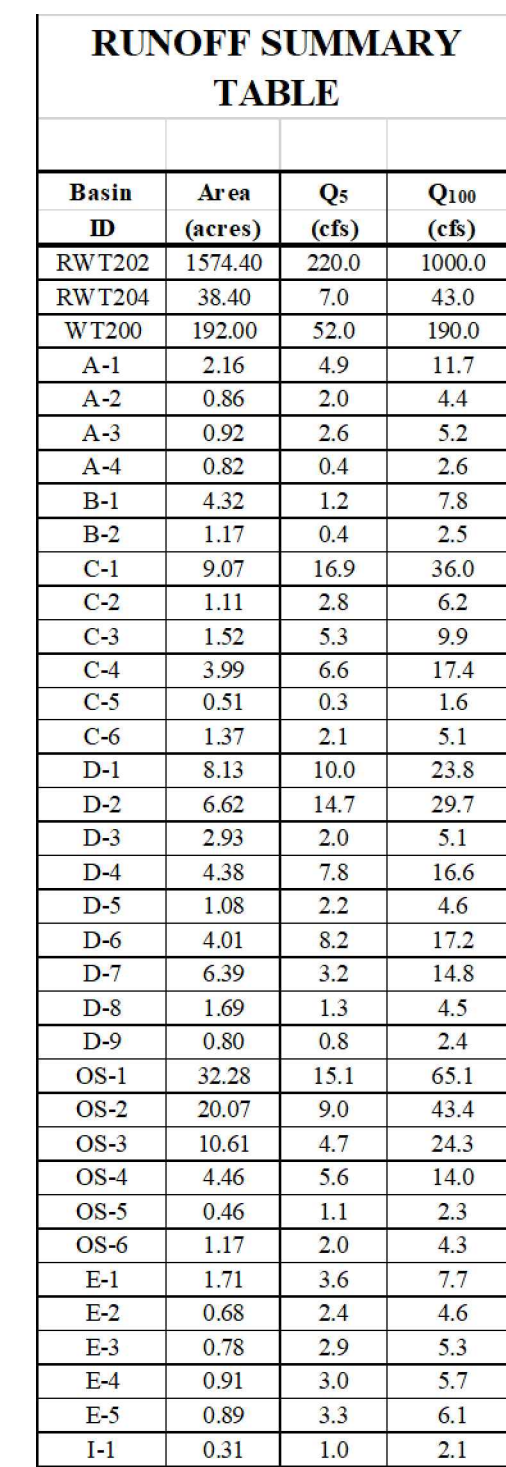 RUNOFF SUMMARY
TABLE
Basin Area Q5 Q100
ID (acres) (cfs) (cfs)
RWT202 1574.40 220.0 1000.0
RWT204 38.40 7.0 43.0
WT200 192.00 52.0 190.0
A-1 2.16 4.9 11.7
A-2 0.86 2.0 4.4
A-3 0.92 2.6 5.2
A-4 0.82 0.4 2.6
B-1 4.32 1.2 7.8
B-2 1.17 0.4 2.5
C-1 9.07 16.9 36.0
C-2 1.11 2.8 6.2
C-3 1.52 5.3 9.9
C-4 3.99 6.6 17.4
C-5 0.51 0.3 1.6
C-6 1.37 2.1 5.1
D-1 8.13 10.0 23.8
D-2 6.62 14.7 29.7
D-3 2.93 2.0 5.1
D-4 4.38 7.8 16.6
D-5 1.08 2.2 4.6
D-6 4.01 8.2 17.2
D-7 6.39 3.2 14.8
D-8 1.69 1.3 4.5
D-9 0.80 0.8 2.4
OS-1 32.28 15.1 65.1
OS-2 20.07 9.0 43.4
OS-3 10.61 4.7 24.3
OS-4 4.46 5.6 14.0
OS-5 0.46 1.1 2.3
OS-6 1.17 2.0 4.3
E-1 1.71 3.6 7.7
E-2 0.68 2.4 4.6
E-3 0.78 2.9 5.3
E-4 0.91 3.0 5.7
E-5 0.89 3.3 6.1
I-1 0.31 1.0 2.1